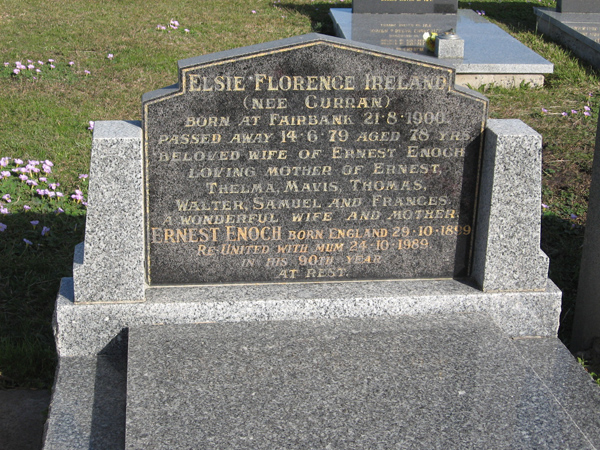 ELSIE FLORENCE IRELAND
(NEE CURRAN)
BORN AT FAIRBANK 21·8·1900
PASSED AWAY 14·6·79 AGED 78 YRS
BELOVED WIFE OF ERNEST ENOCH
LOVING MOTHER OF ERNEST,
THELMA, MAVIS, THOMAS,
WALTER, SAMUEL AND FRANCES.
A WONDERFUL WIFE AND MOTHER.
ERNEST ENOCH BORN ENGLAND 29·10·1899
RE-UNITED WITH MUM 24·10·1989.
IN HIS 90TH YEAR
AT REST.